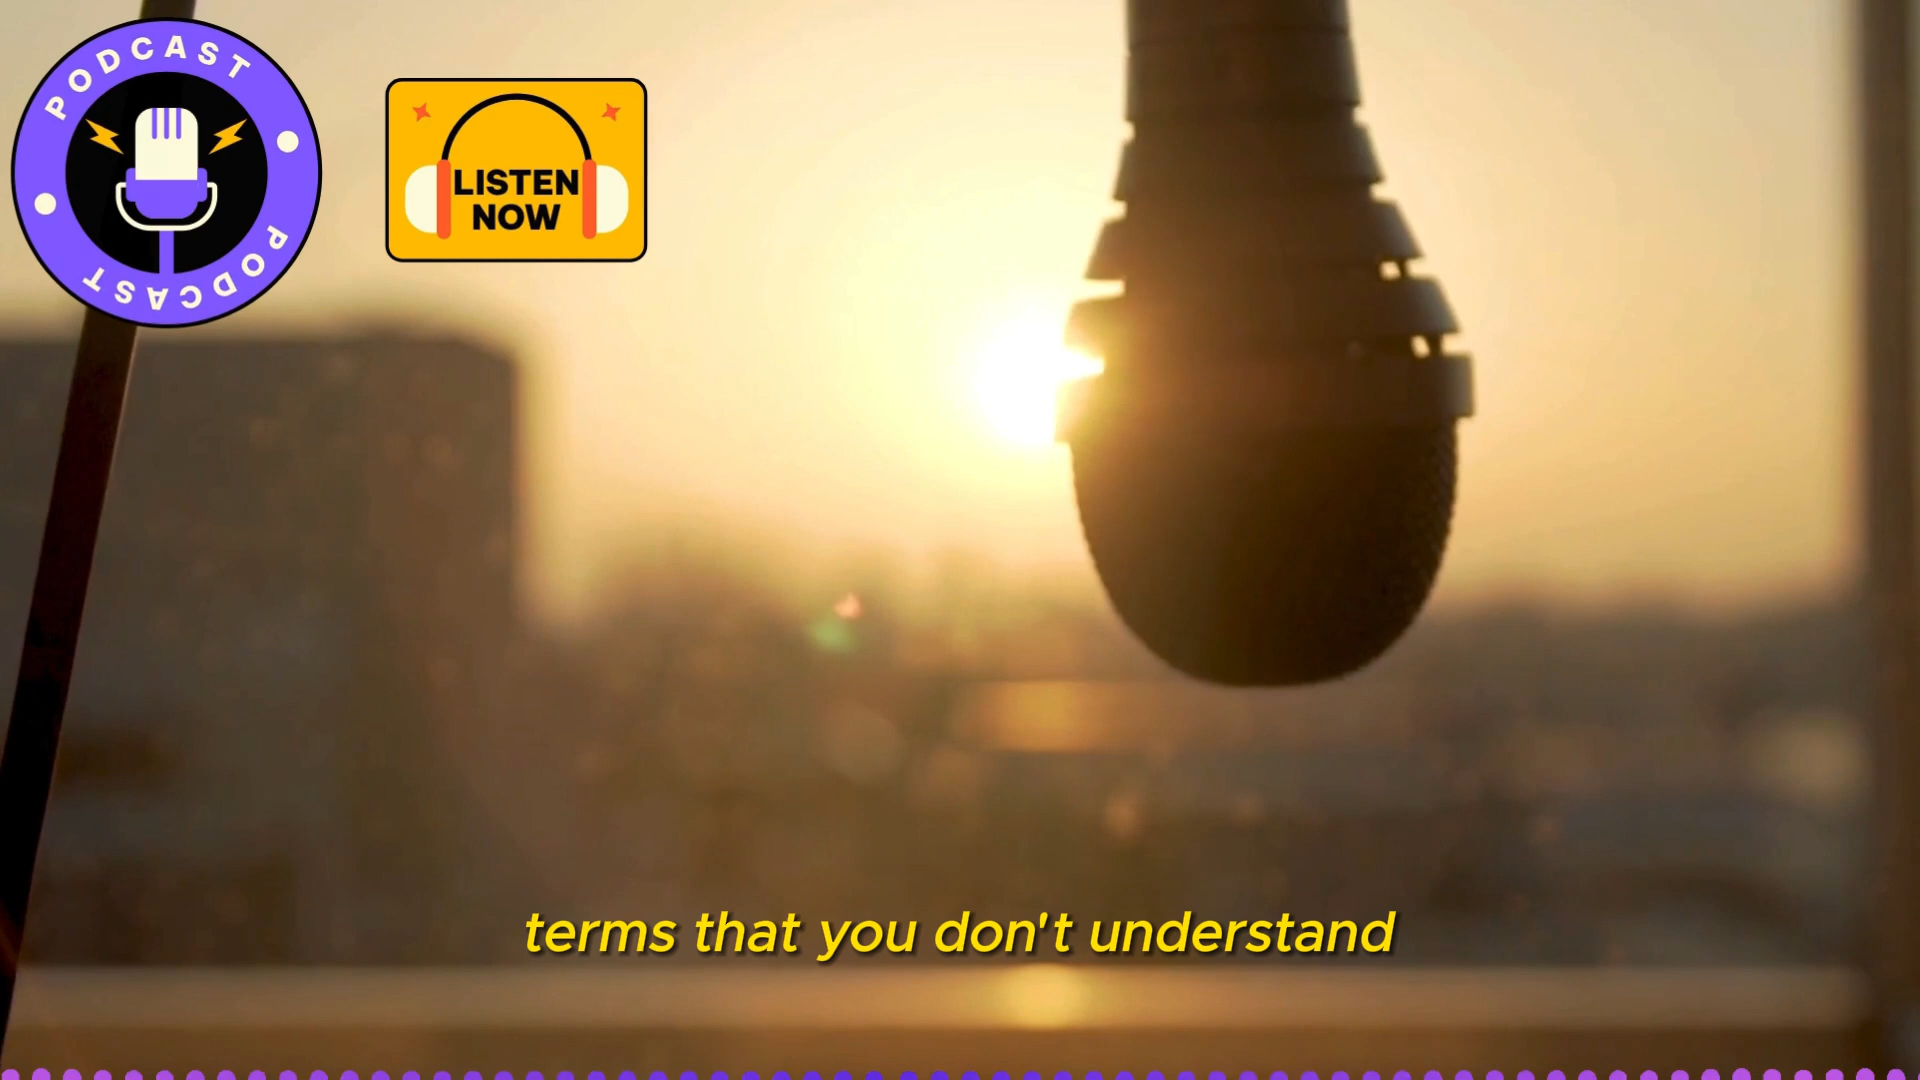 PODCAST
PODCAST
LISTEN
NOW
terms that you don't understand